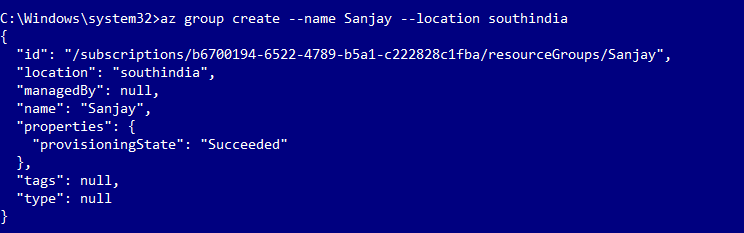 C:\Windows\system32>az group create --name Sanjay --location southindia
{
  "id": "/subscriptions/b6700194-6522-4789-b5a1-c222828c1fba/resourceGroups/Sanjay",
  "location": "southindia",
  "managedBy": null,
  "name": "Sanjay",
  "properties": {
    "provisioningState": "Succeeded"
  },
  "tags": null,
  "type": null
}